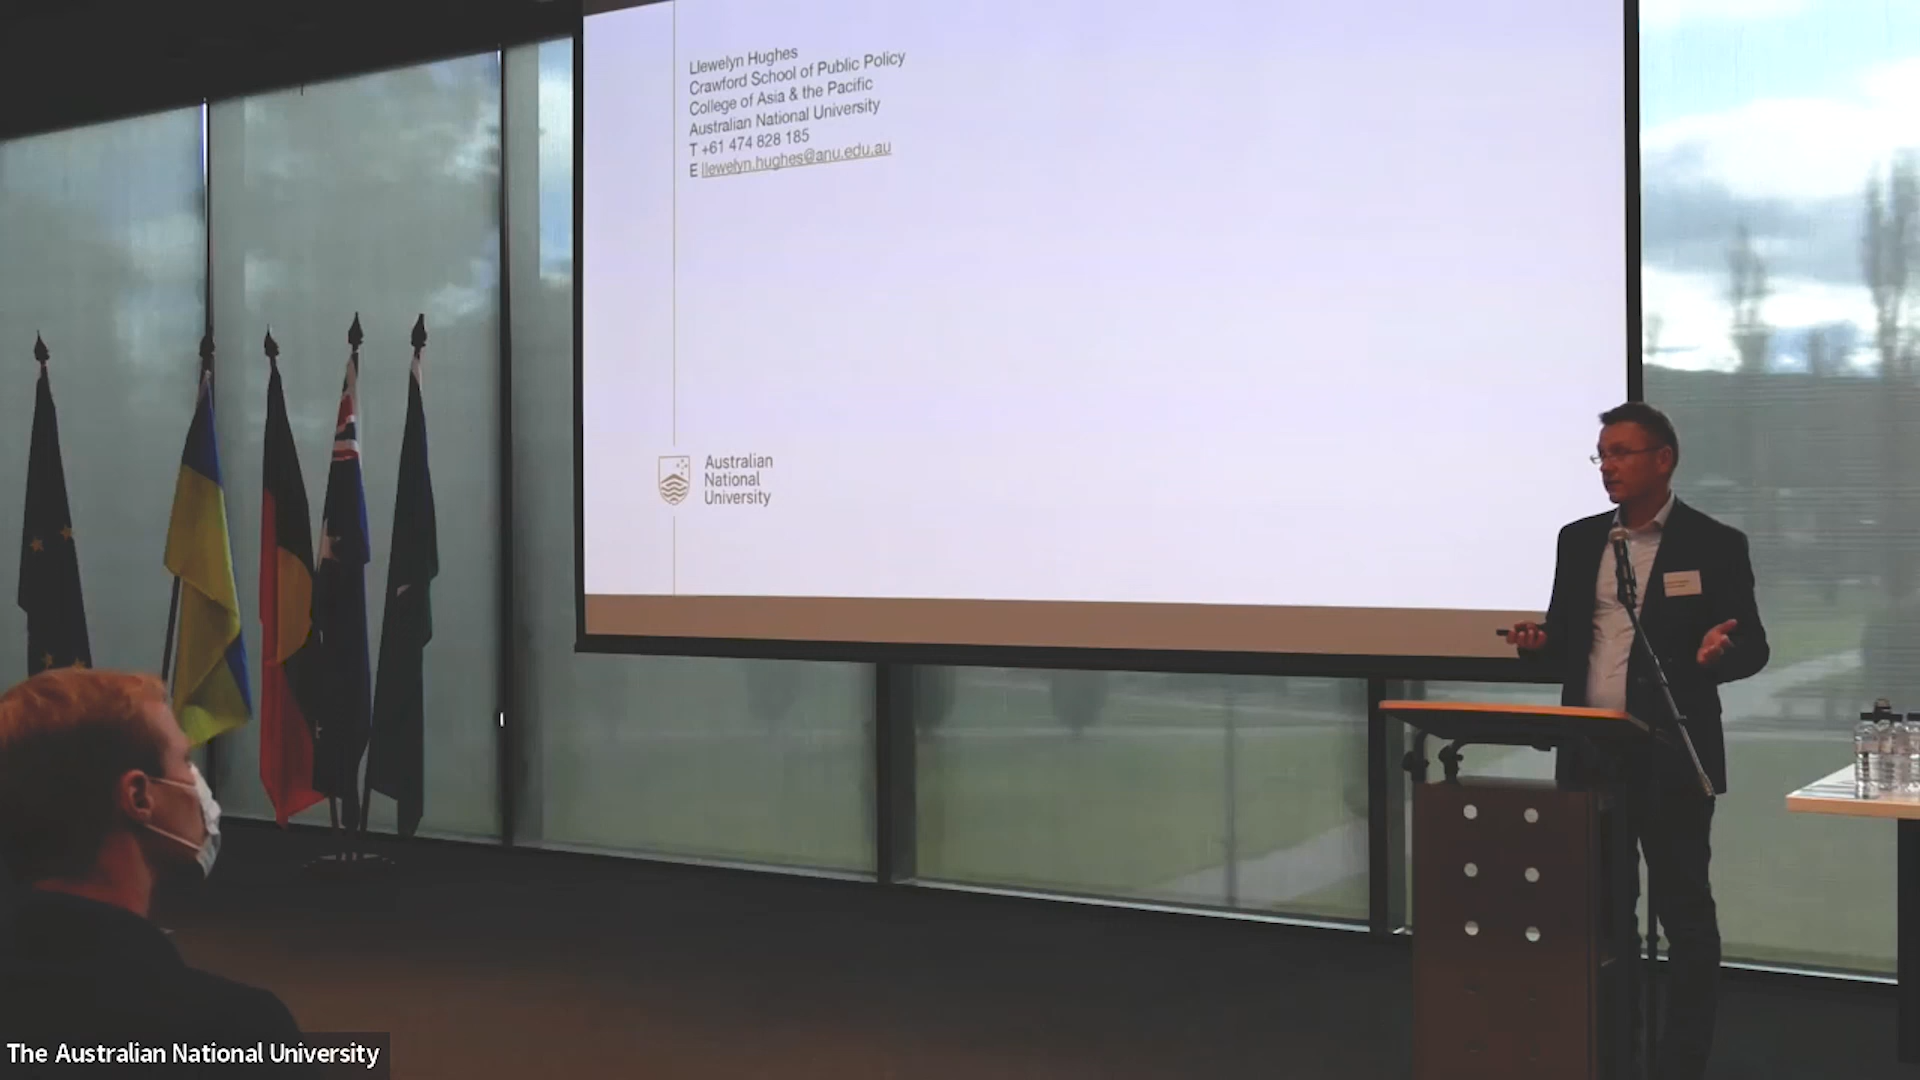 Llewelyn Hughes
Crawford School of Public Policy
College of Asia & the Pacific
Australian National University
T +61 474 828 185
E llewelyn.hughes@anu.edu.au
Australian
National
University
The Australian National University